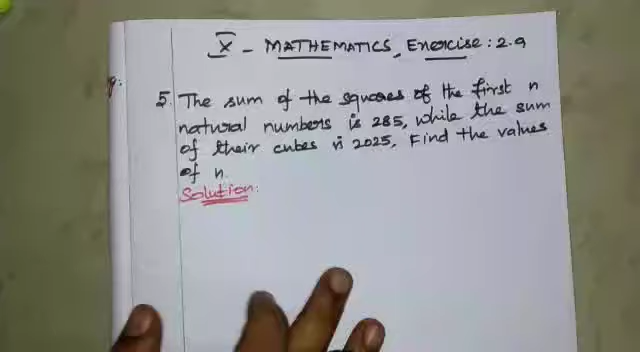 X - MATHEMATICS, Exercise: 2.9
5. The sum of the squares of the first n
natural numbers is 285, while the sum
of their cubes is 2025. Find the values
of n.
Solution: